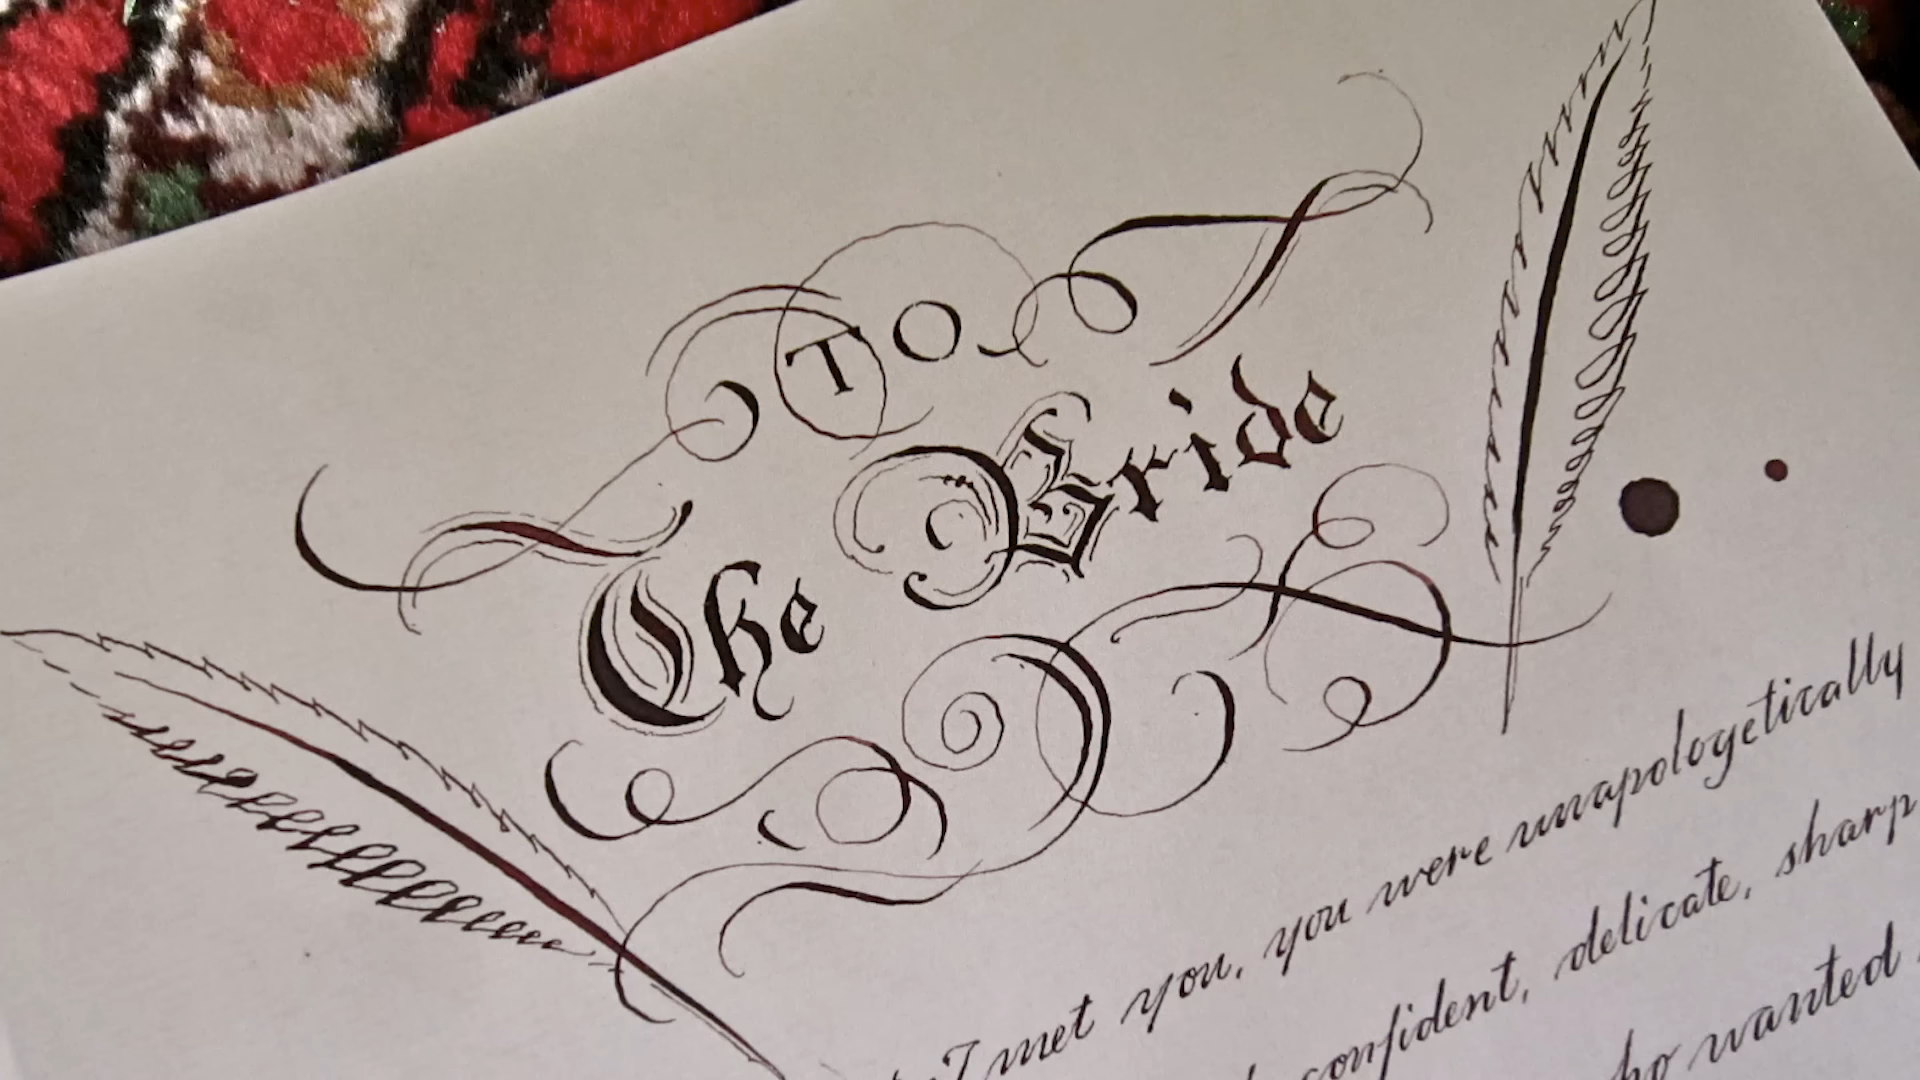 TO
The Bride
I met you, you were unapologetically
confident, delicate, sharp
wanted